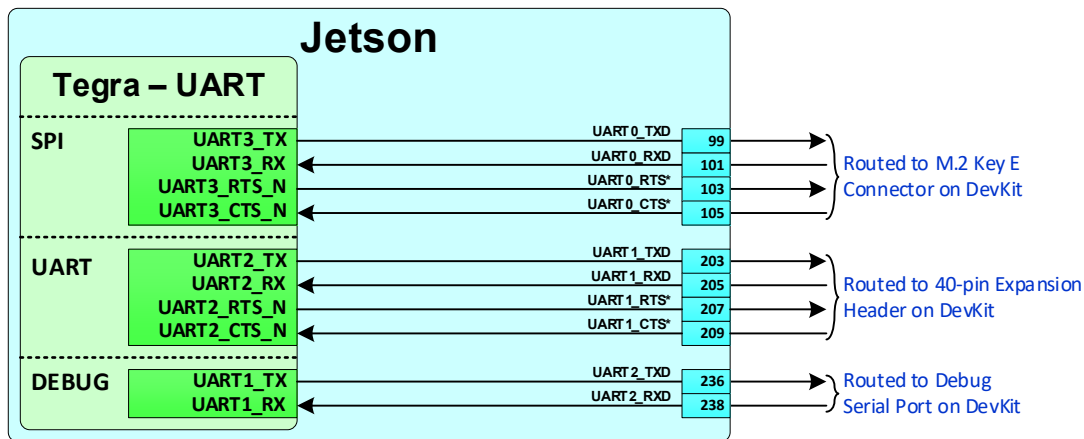 Jetson
Tegra – UART
SPI
UART3_TX
UART0_TXD
99
UART3_RX
UART0_RXD
101
UART3_RTS_N
UART0_RTS*
103
UART3_CTS_N
UART0_CTS*
105
Routed to M.2 Key E
Connector on DevKit
UART
UART2_TX
UART1_TXD
203
UART2_RX
UART1_RXD
205
UART2_RTS_N
UART1_RTS*
207
UART2_CTS_N
UART1_CTS*
209
Routed to 40-pin Expansion
Header on DevKit
DEBUG
UART1_TX
UART2_TXD
236
UART1_RX
UART2_RXD
238
Routed to Debug
Serial Port on DevKit